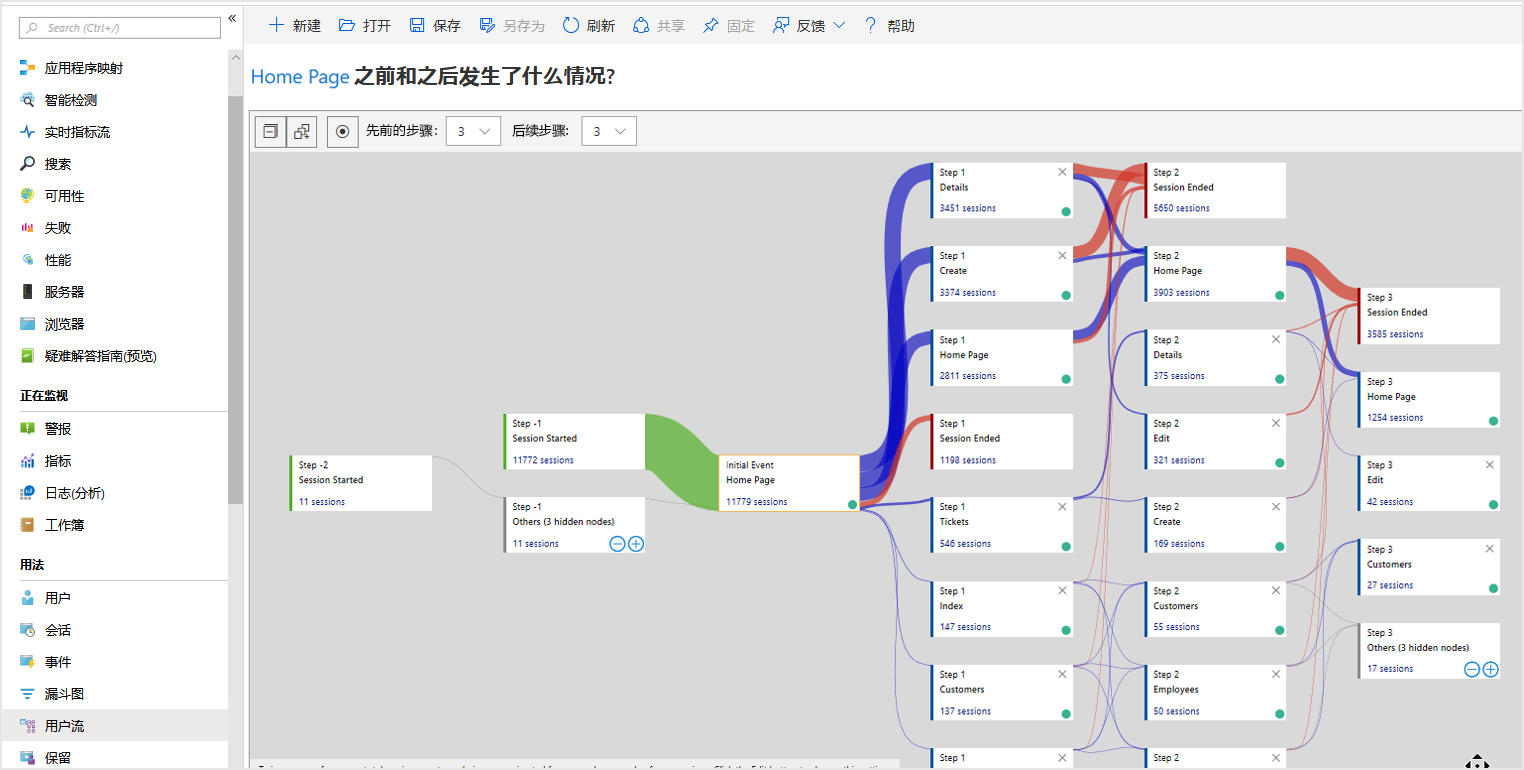 Search (Ctrl+/)
«
应用程序映射
智能检测
实时指标流
搜索
可用性
失败
性能
服务器
浏览器
疑难解答指南(预览)
正在监视
警报
指标
日志(分析)
工作簿
用法
用户
会话
事件
漏斗图
用户流
保留
新建 打开 保存 另存为 刷新 共享 固定 反馈 ? 帮助
Home Page 之前和之后发生了什么情况?
先前的步骤: 3 后续步骤: 3
Step -2
Session Started
11 sessions
Step -1
Session Started
11772 sessions
Step -1
Others (3 hidden nodes)
11 sessions
Initial Event
Home Page
11779 sessions
Step 1
Details
3451 sessions
Step 1
Create
3374 sessions
Step 1
Home Page
2811 sessions
Step 1
Session Ended
1198 sessions
Step 1
Tickets
546 sessions
Step 1
Index
147 sessions
Step 1
Customers
137 sessions
Step 1
Step 2
Session Ended
5650 sessions
Step 2
Home Page
3903 sessions
Step 2
Details
375 sessions
Step 2
Edit
321 sessions
Step 2
Create
169 sessions
Step 2
Customers
55 sessions
Step 2
Employees
50 sessions
Step 2
Step 3
Session Ended
3585 sessions
Step 3
Home Page
1254 sessions
Step 3
Edit
42 sessions
Step 3
Customers
27 sessions
Step 3
Others (3 hidden nodes)
17 sessions